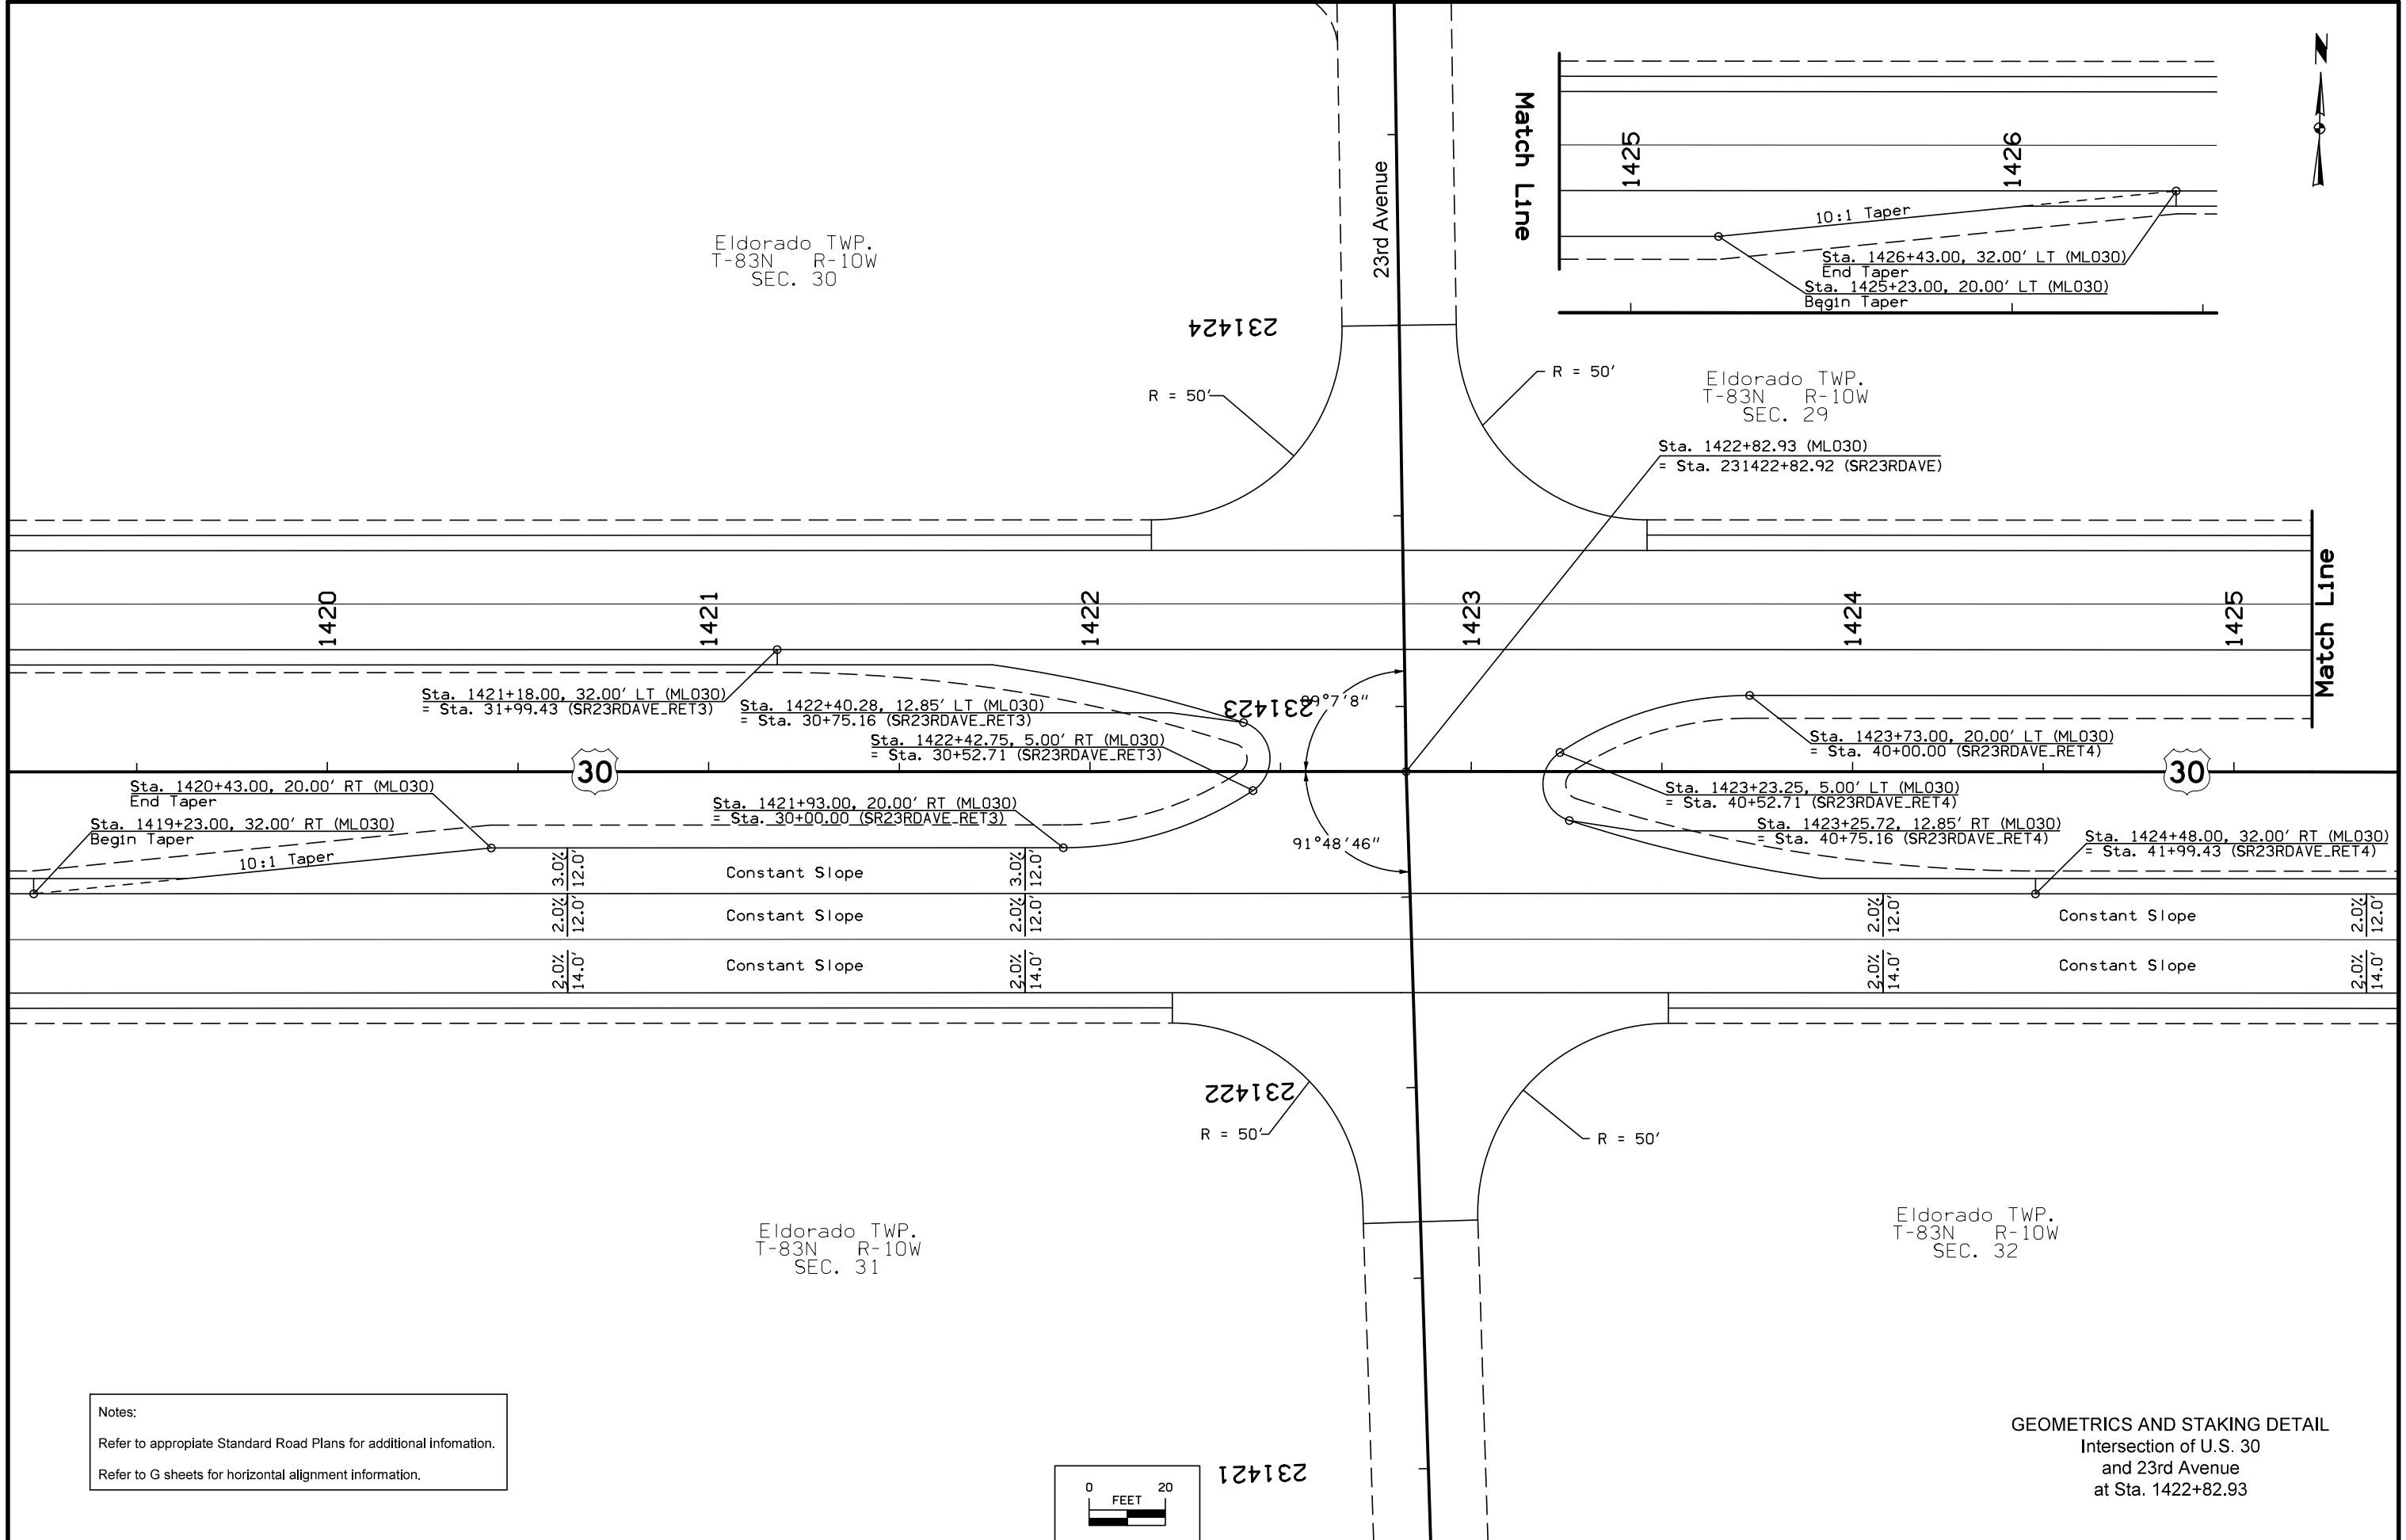 N
Match Line
1425
1426
10:1 Taper
Sta. 1426+43.00, 32.00' LT (ML030)
End Taper
Sta. 1425+23.00, 20.00' LT (ML030)
Begin Taper
23rd Avenue
Eldorado TWP.
T-83N R-10W
SEC. 30
231424
R = 50'
R = 50'
Eldorado TWP.
T-83N R-10W
SEC. 29
Sta. 1422+82.93 (ML030)
= Sta. 231422+82.92 (SR23RDAVE)
1420
1421
1422
1423
1424
1425
Match Line
Sta. 1421+18.00, 32.00' LT (ML030)
= Sta. 31+99.43 (SR23RDAVE_RET3)
Sta. 1422+40.28, 12.85' LT (ML030)
= Sta. 30+75.16 (SR23RDAVE_RET3)
231423
89°7'8"
Sta. 1422+42.75, 5.00' RT (ML030)
= Sta. 30+52.71 (SR23RDAVE_RET3)
Sta. 1423+73.00, 20.00' LT (ML030)
= Sta. 40+00.00 (SR23RDAVE_RET4)
30
30
Sta. 1420+43.00, 20.00' RT (ML030)
End Taper
Sta. 1421+93.00, 20.00' RT (ML030)
= Sta. 30+00.00 (SR23RDAVE_RET3)
Sta. 1423+23.25, 5.00' LT (ML030)
= Sta. 40+52.71 (SR23RDAVE_RET4)
Sta. 1419+23.00, 32.00' RT (ML030)
Begin Taper
10:1 Taper
91°48'46"
Sta. 1423+25.72, 12.85' RT (ML030)
= Sta. 40+75.16 (SR23RDAVE_RET4)
Sta. 1424+48.00, 32.00' RT (ML030)
= Sta. 41+99.43 (SR23RDAVE_RET4)
3.0%
12.0'
Constant Slope
3.0%
12.0'
2.0%
12.0'
Constant Slope
2.0%
12.0'
2.0%
12.0'
Constant Slope
2.0%
12.0'
2.0%
14.0'
Constant Slope
2.0%
14.0'
2.0%
14.0'
Constant Slope
2.0%
14.0'
231422
R = 50'
R = 50'
Eldorado TWP.
T-83N R-10W
SEC. 31
Eldorado TWP.
T-83N R-10W
SEC. 32
Notes:
Refer to appropiate Standard Road Plans for additional infomation.
Refer to G sheets for horizontal alignment information.
0 20
FEET
231421
GEOMETRICS AND STAKING DETAIL
Intersection of U.S. 30
and 23rd Avenue
at Sta. 1422+82.93